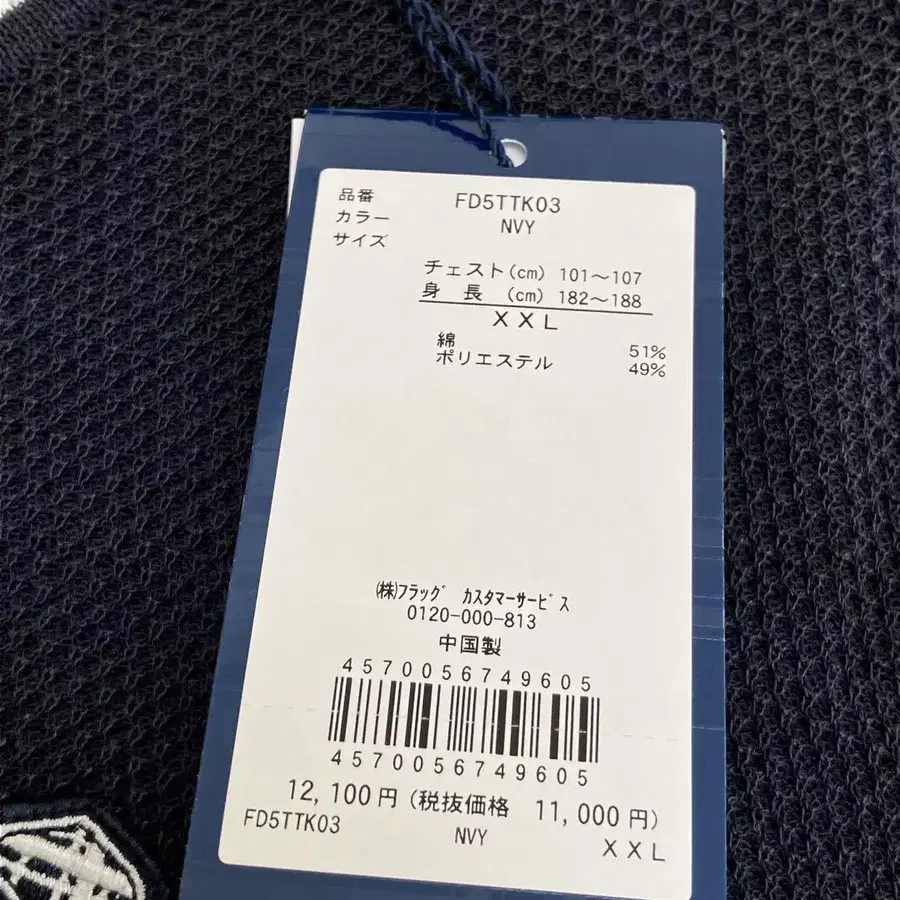 品番 FD5TTK03
カラー NVY
サイズ
チェスト(cm) 101～107
身 長 (cm) 182～188
XXL
綿 51%
ポリエステル 49%
㈱ﾌﾗｯｸﾞ ｶｽﾀﾏｰｻｰﾋﾞｽ
0120-000-813
中国製
4570056749605
4570056749605
12,100円(税抜価格 11,000円)
FD5TTK03 NVY XXL